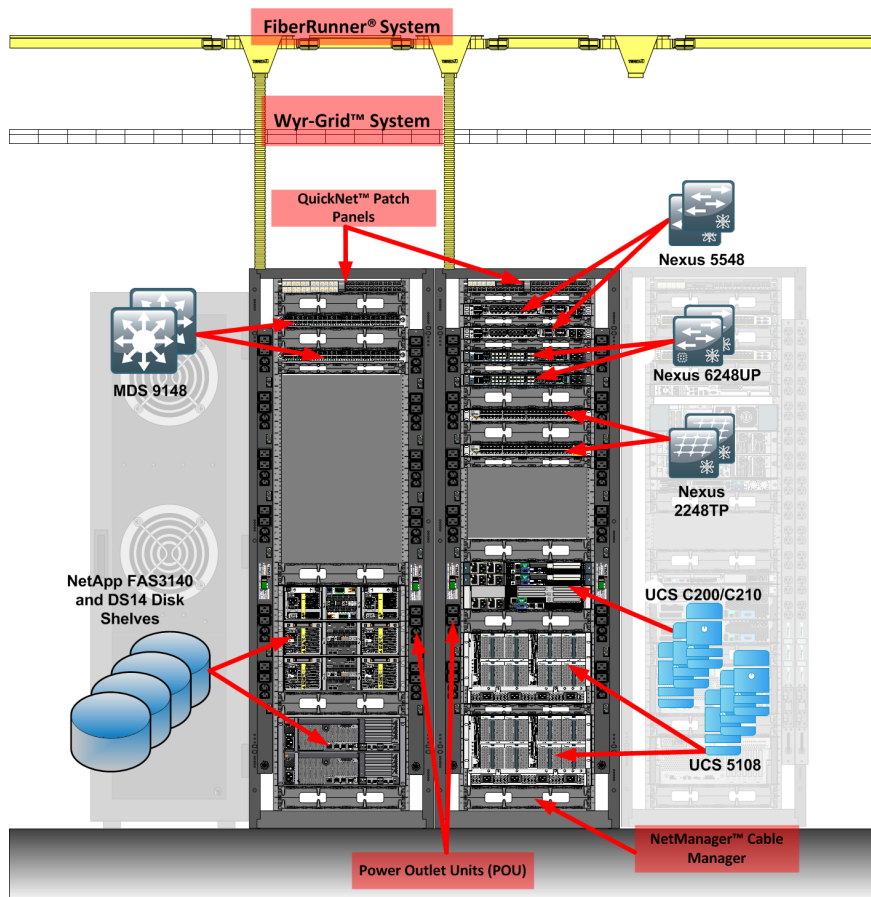 FiberRunner® System
Wyr-Grid™ System
QuickNet™ Patch
Panels
Nexus 5548
MDS 9148
Nexus 6248UP
Nexus
2248TP
NetApp FAS3140
and DS14 Disk
Shelves
UCS C200/C210
UCS 5108
NetManager™ Cable
Manager
Power Outlet Units (POU)